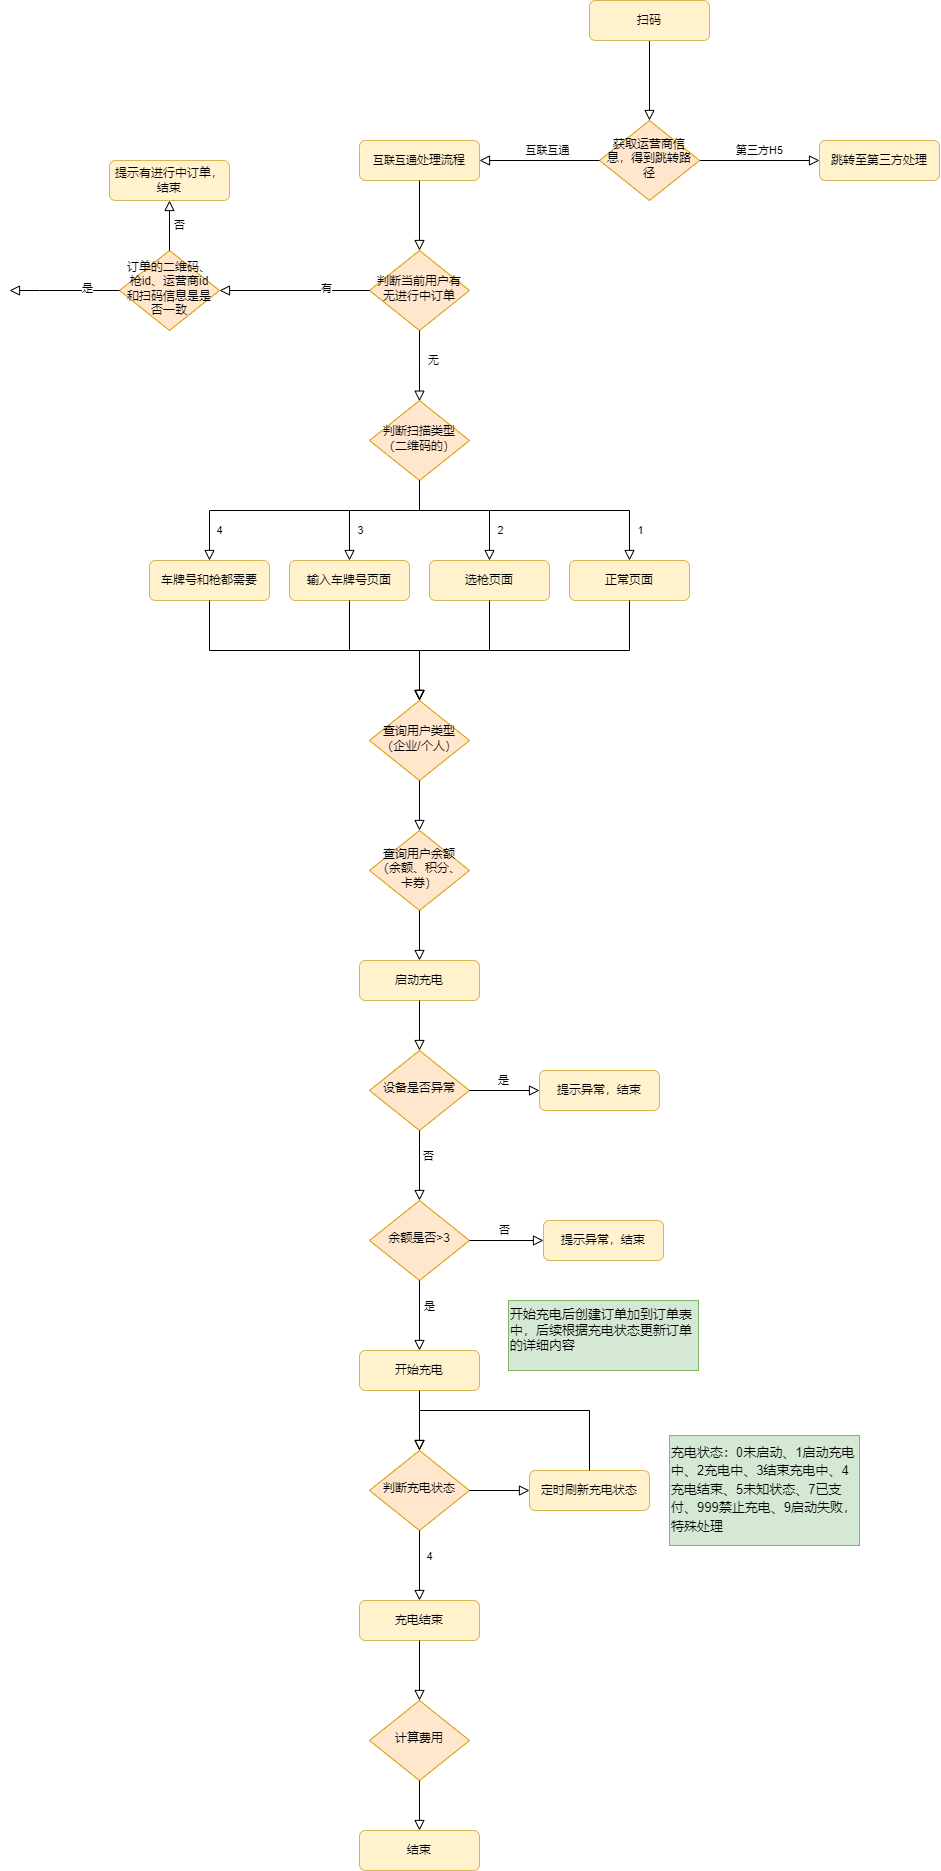 扫码
获取运营商信
息，得到跳转路
径
互联互通
第三方H5
互联互通处理流程
跳转至第三方处理
提示有进行中订单，
结束
否
订单的二维码、
枪id、运营商id
和扫码信息是是
否一致
是
有
判断当前用户有
无进行中订单
无
判断扫描类型
（二维码的）
4
3
2
1
车牌号和枪都需要
输入车牌号页面
选枪页面
正常页面
查询用户类型
（企业/个人）
查询用户余额
（余额、积分、
卡券）
启动充电
设备是否异常
是
提示异常，结束
否
余额是否>3
否
提示异常，结束
是
开始充电后创建订单加到订单表
中，后续根据充电状态更新订单
的详细内容
开始充电
判断充电状态
定时刷新充电状态
充电状态：0未启动、1启动充电
中、2充电中、3结束充电中、4
充电结束、5未知状态、7已支
付、999禁止充电、9启动失败，
特殊处理
4
充电结束
计算费用
结束